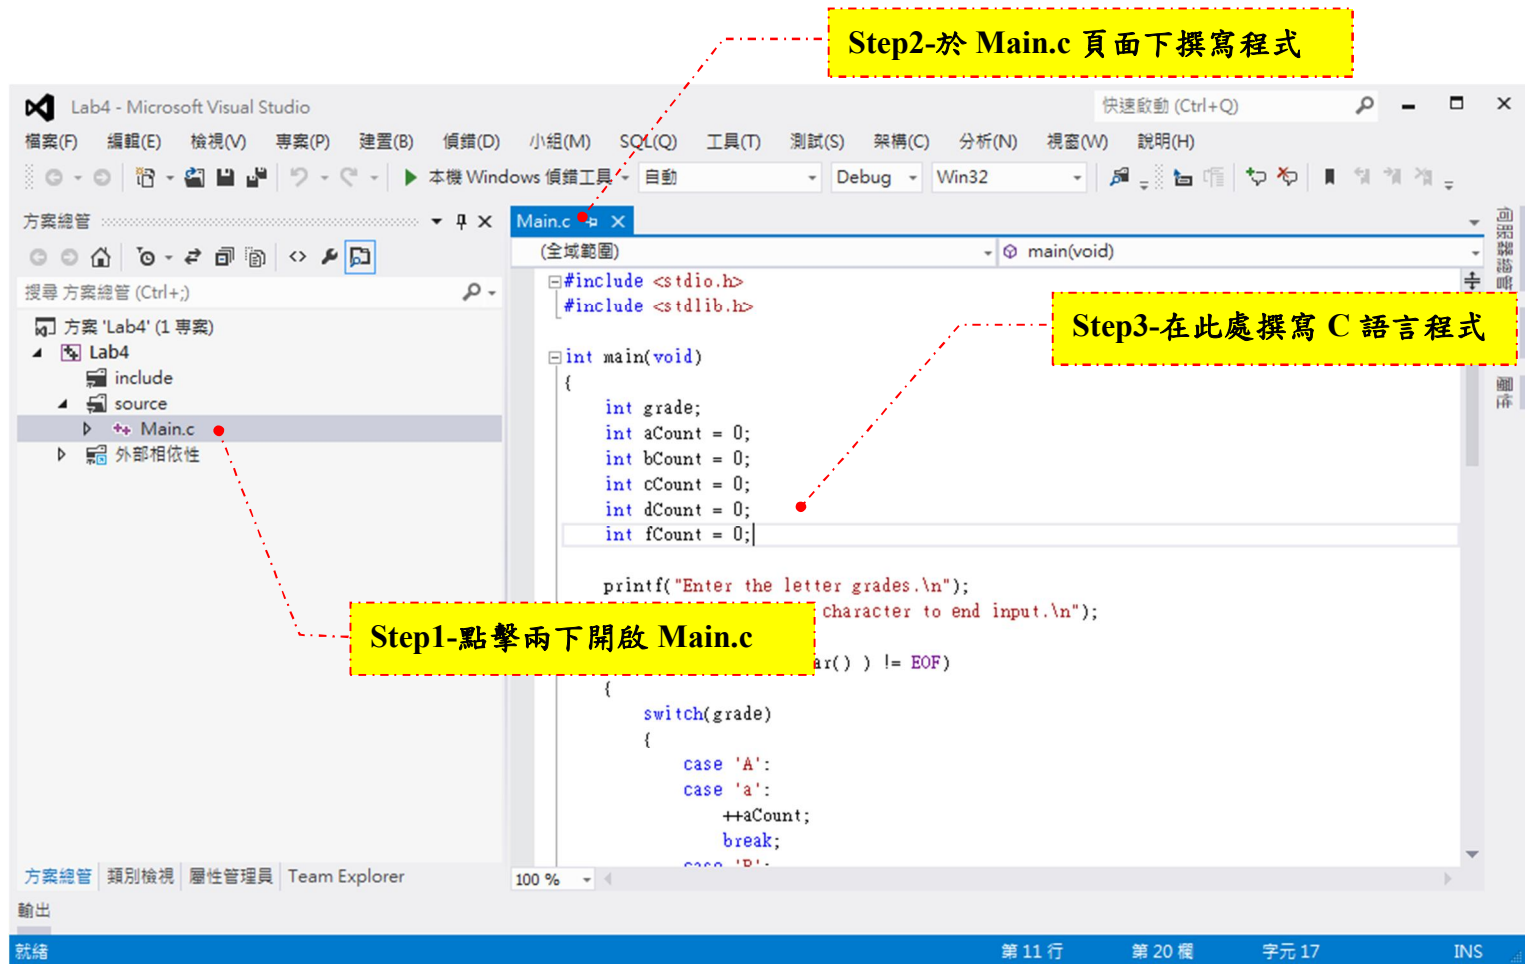 Step2-於 Main.c 頁面下撰寫程式
Lab4 - Microsoft Visual Studio
快速啟動 (Ctrl+Q)
檔案(F) 編輯(E) 檢視(V) 專案(P) 建置(B) 偵錯(D) 小組(M) SQL(Q) 工具(T) 測試(S) 架構(C) 分析(N) 視窗(W) 說明(H)
本機 Windows 偵錯工具 自動 Debug Win32
方案總管
搜尋 方案總管 (Ctrl+;)
方案 'Lab4' (1 專案)
Lab4
include
source
Main.c
外部相依性
Step1-點擊兩下開啟 Main.c
方案總管 類別檢視 屬性管理員 Team Explorer
Main.c
(全域範圍) main(void)
#include <stdio.h>
#include <stdlib.h>
Step3-在此處撰寫 C 語言程式
int main(void)
{
int grade;
int aCount = 0;
int bCount = 0;
int cCount = 0;
int dCount = 0;
int fCount = 0;
printf("Enter the letter grades.\n");
character to end input.\n");
ar() ) != EOF)
{
switch(grade)
{
case 'A':
case 'a':
++aCount;
break;
case 'B':
100 %
伺服器總管
屬性
輸出
就緒 第 11 行 第 20 欄 字元 17 INS